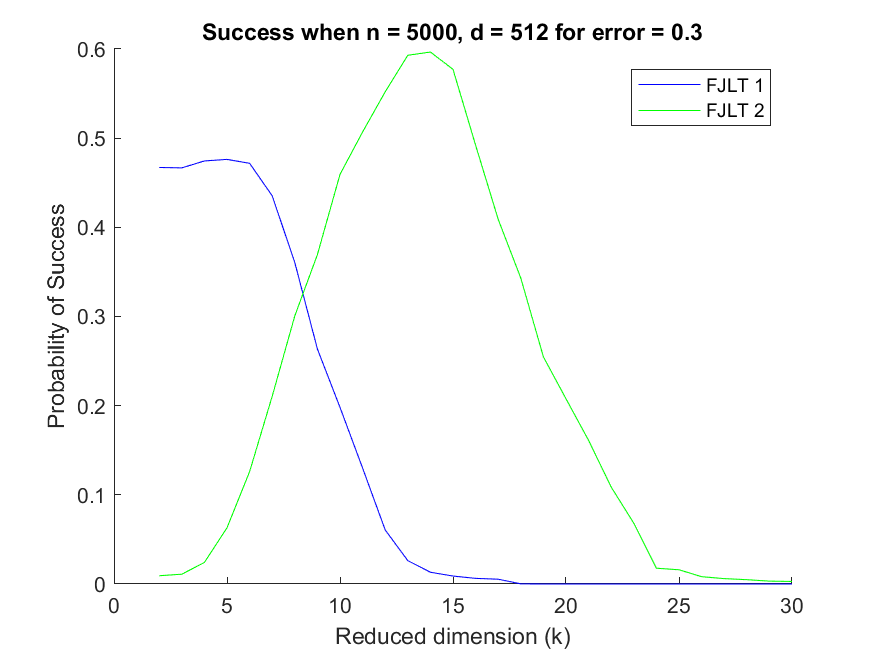 Success when n = 5000, d = 512 for error = 0.3
FJLT 1
FJLT 2
Probability of Success
0.6
0.5
0.4
0.3
0.2
0.1
0
0 5 10 15 20 25 30
Reduced dimension (k)